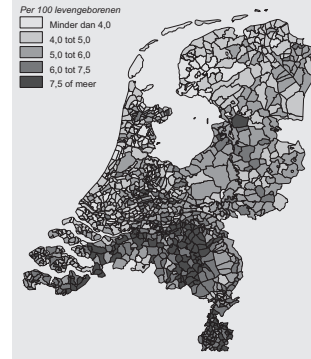 Per 100 levengeborenen
Minder dan 4,0
4,0 tot 5,0
5,0 tot 6,0
6,0 tot 7,5
7,5 of meer